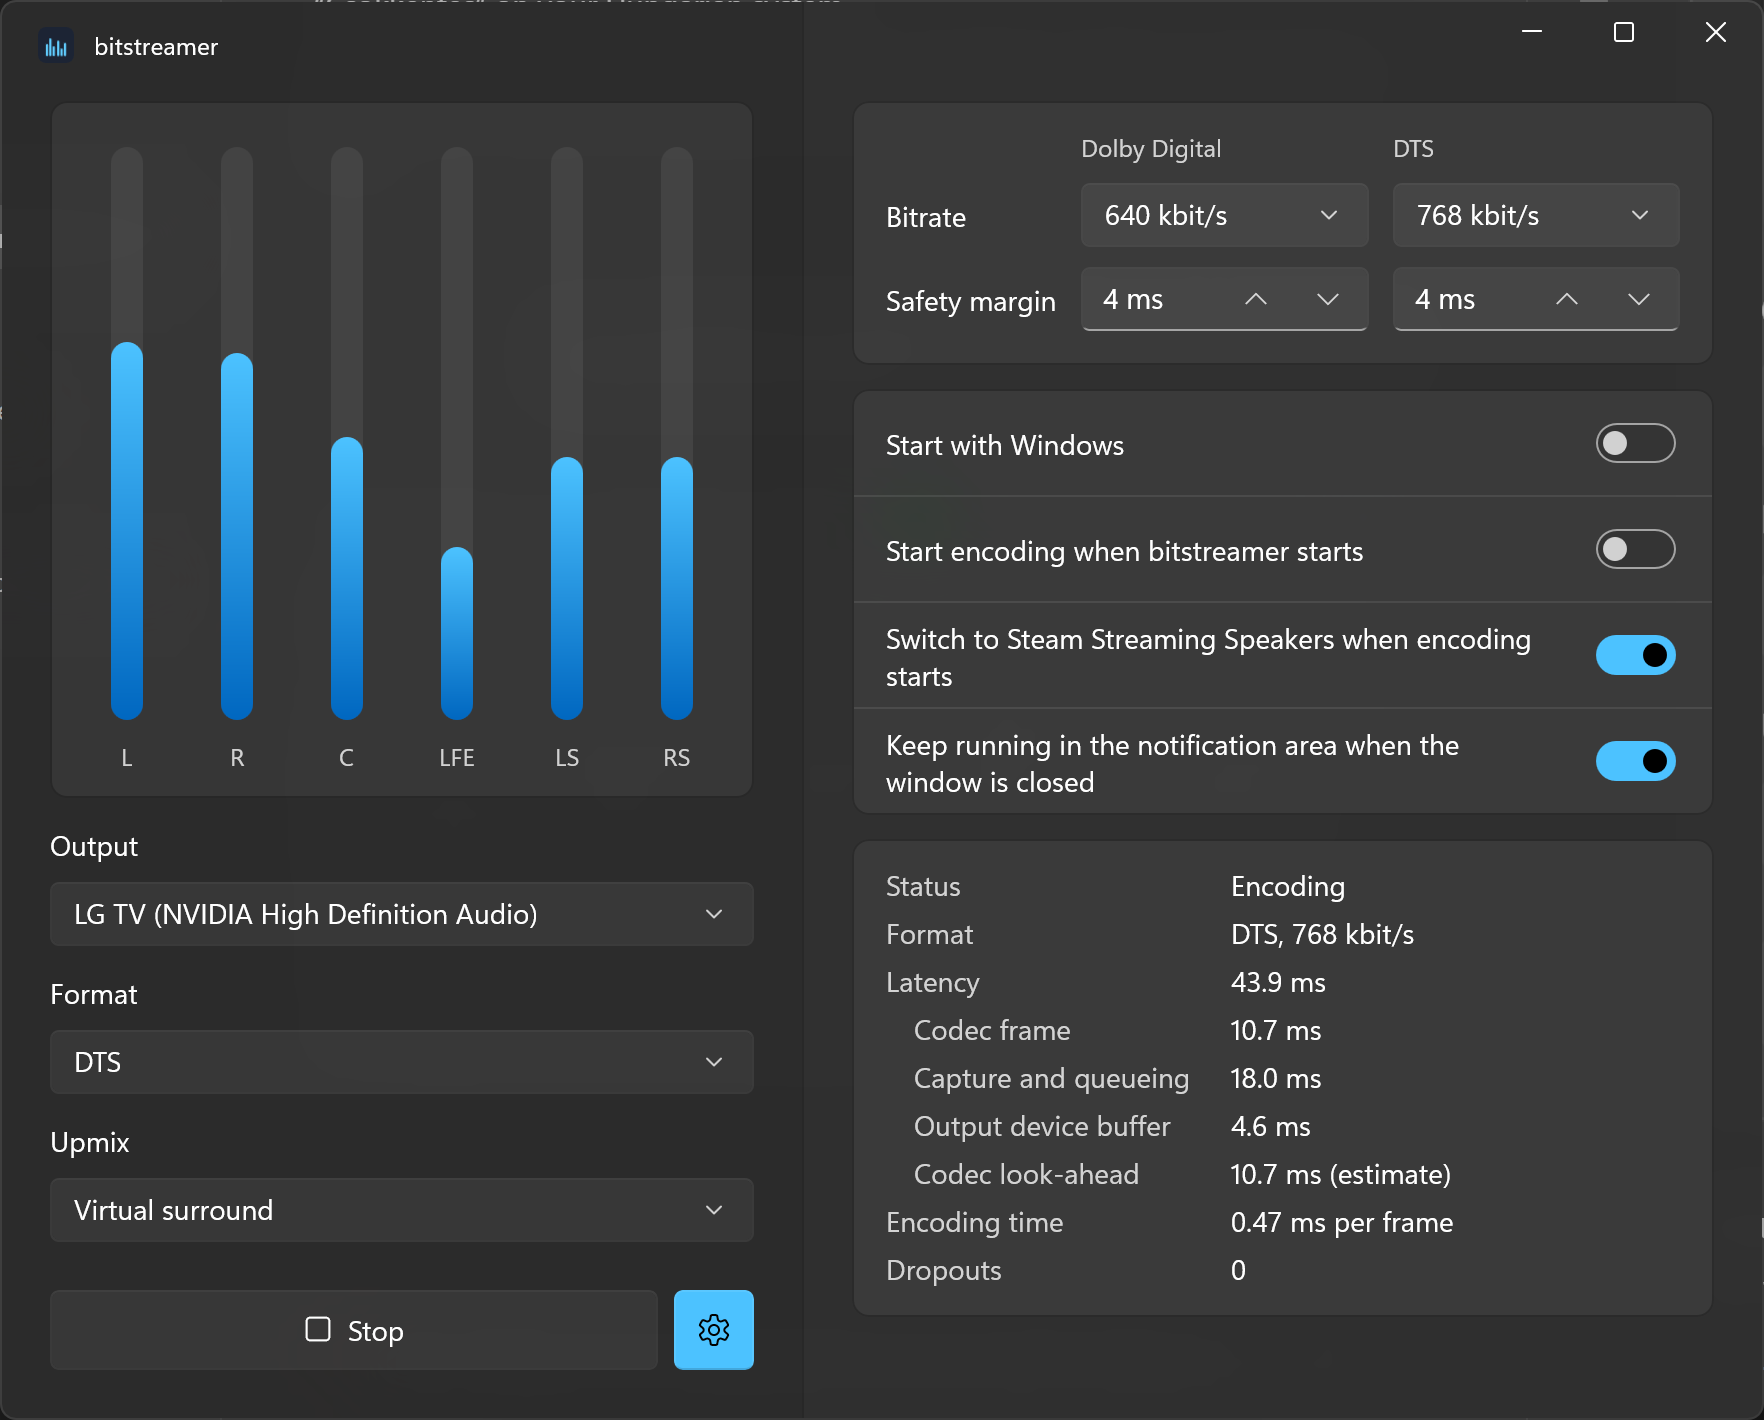 bitstreamer
L R C LFE LS RS
Output
LG TV (NVIDIA High Definition Audio)
Format
DTS
Upmix
Virtual surround
Stop
Dolby Digital DTS
Bitrate 640 kbit/s 768 kbit/s
Safety margin 4 ms 4 ms
Start with Windows
Start encoding when bitstreamer starts
Switch to Steam Streaming Speakers when encoding
starts
Keep running in the notification area when the
window is closed
Status Encoding
Format DTS, 768 kbit/s
Latency 43.9 ms
Codec frame 10.7 ms
Capture and queueing 18.0 ms
Output device buffer 4.6 ms
Codec look-ahead 10.7 ms (estimate)
Encoding time 0.47 ms per frame
Dropouts 0